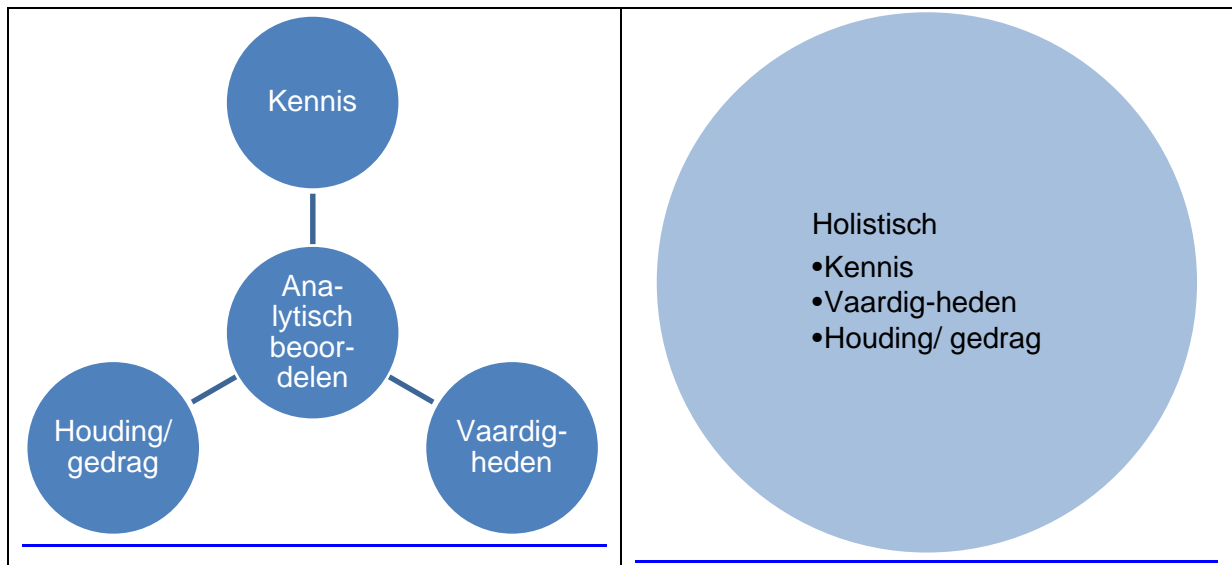 Kennis
Ana-
lytisch
beoor-
delen
Houding/
gedrag
Vaardig-
heden
Holistisch
•Kennis
•Vaardig-heden
•Houding/ gedrag